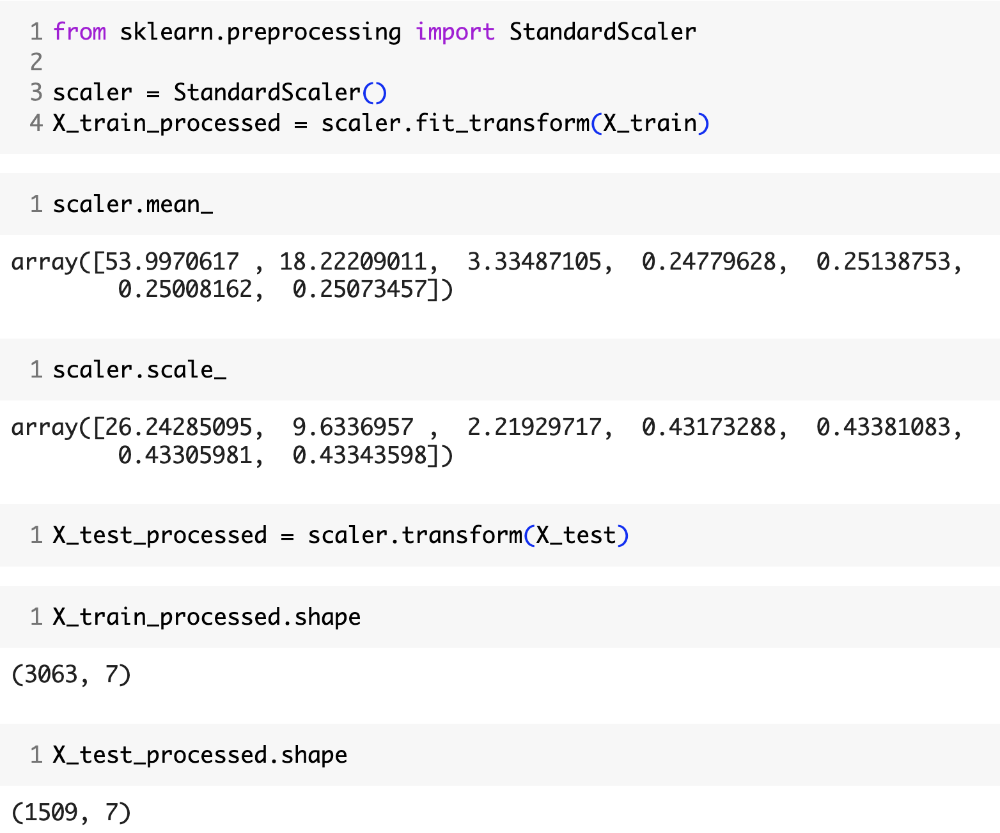 1 from sklearn.preprocessing import StandardScaler
2
3 scaler = StandardScaler()
4 X_train_processed = scaler.fit_transform(X_train)
1 scaler.mean_
array([53.9970617 , 18.22209011,  3.33487105,  0.24779628,  0.25138753,
        0.25008162,  0.25073457])
1 scaler.scale_
array([26.24285095,  9.6336957 ,  2.21929717,  0.43173288,  0.43381083,
        0.43305981,  0.43343598])
1 X_test_processed = scaler.transform(X_test)
1 X_train_processed.shape
(3063, 7)
1 X_test_processed.shape
(1509, 7)